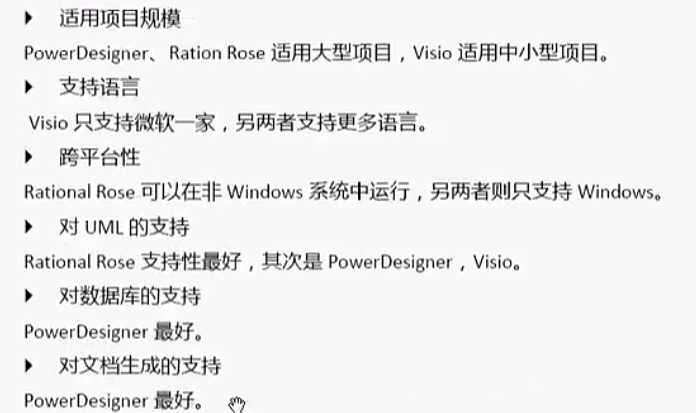 适用项目规模
PowerDesigner、Ration Rose 适用大型项目，Visio 适用中小型项目。
支持语言
Visio 只支持微软一家，另两者支持更多语言。
跨平台性
Rational Rose 可以在非 Windows 系统中运行，另两者则只支持 Windows。
对 UML 的支持
Rational Rose 支持性最好，其次是 PowerDesigner，Visio。
对数据库的支持
PowerDesigner 最好。
对文档生成的支持
PowerDesigner 最好。